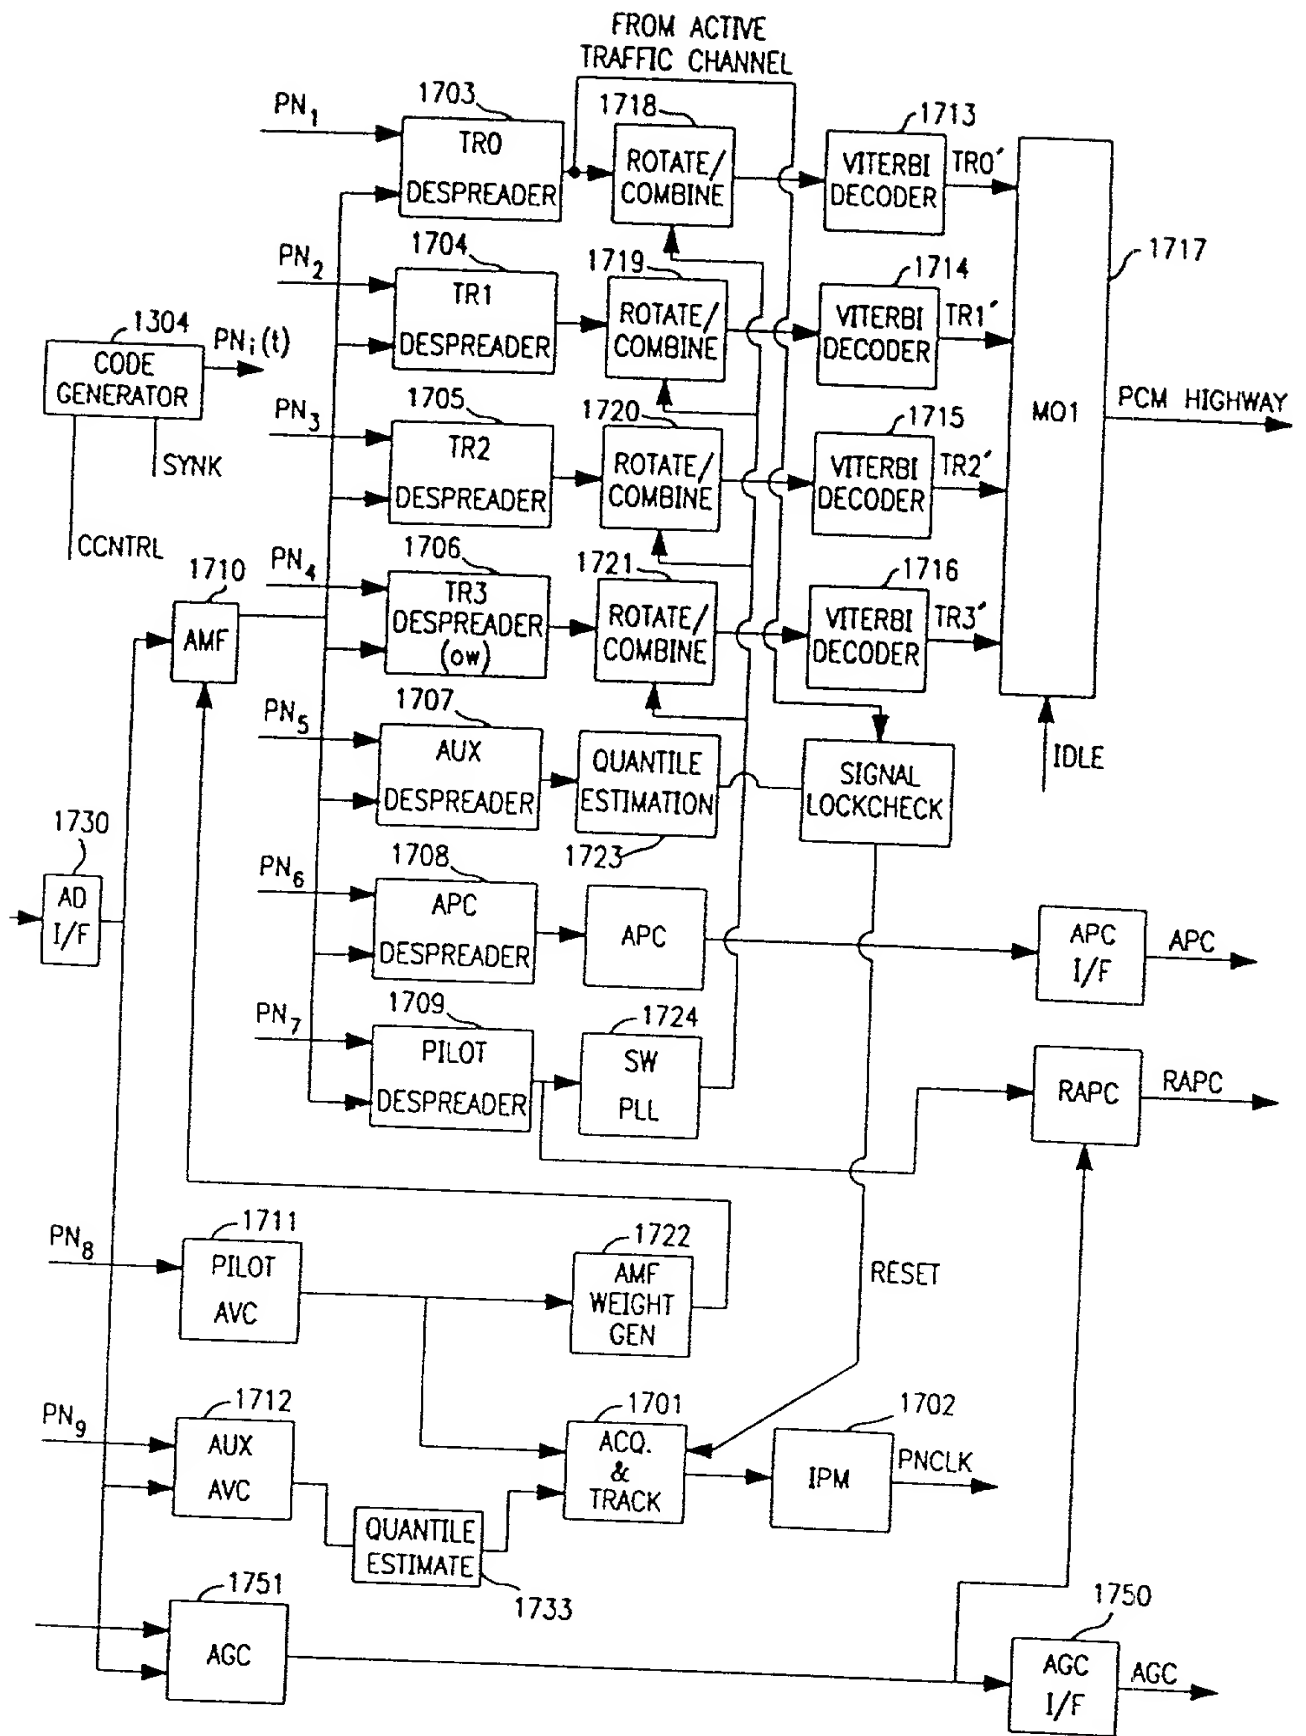 FROM ACTIVE
TRAFFIC CHANNEL
PN1
1703
TR0
DESPREADER
1718
ROTATE/
COMBINE
1713
VITERBI
DECODER
TR0′
PN2
1704
TR1
DESPREADER
1719
ROTATE/
COMBINE
1714
VITERBI
DECODER
TR1′
1717
MO1
PCM HIGHWAY
1304
CODE
GENERATOR
PNi(t)
SYNK
CCNTRL
PN3
1705
TR2
DESPREADER
1720
ROTATE/
COMBINE
1715
VITERBI
DECODER
TR2′
PN4
1706
TR3
DESPREADER
(OW)
1721
ROTATE/
COMBINE
1716
VITERBI
DECODER
TR3′
IDLE
1710
AMF
PN5
1707
AUX
DESPREADER
QUANTILE
ESTIMATION
1723
SIGNAL
LOCKCHECK
1730
AD
I/F
PN6
1708
APC
DESPREADER
APC
APC
I/F
APC
PN7
1709
PILOT
DESPREADER
1724
SW
PLL
RAPC
RAPC
PN8
1711
PILOT
AVC
1722
AMF
WEIGHT
GEN
RESET
PN9
1712
AUX
AVC
QUANTILE
ESTIMATE
1733
1701
ACQ.
&
TRACK
1702
IPM
PNCLK
1751
AGC
1750
AGC
I/F
AGC